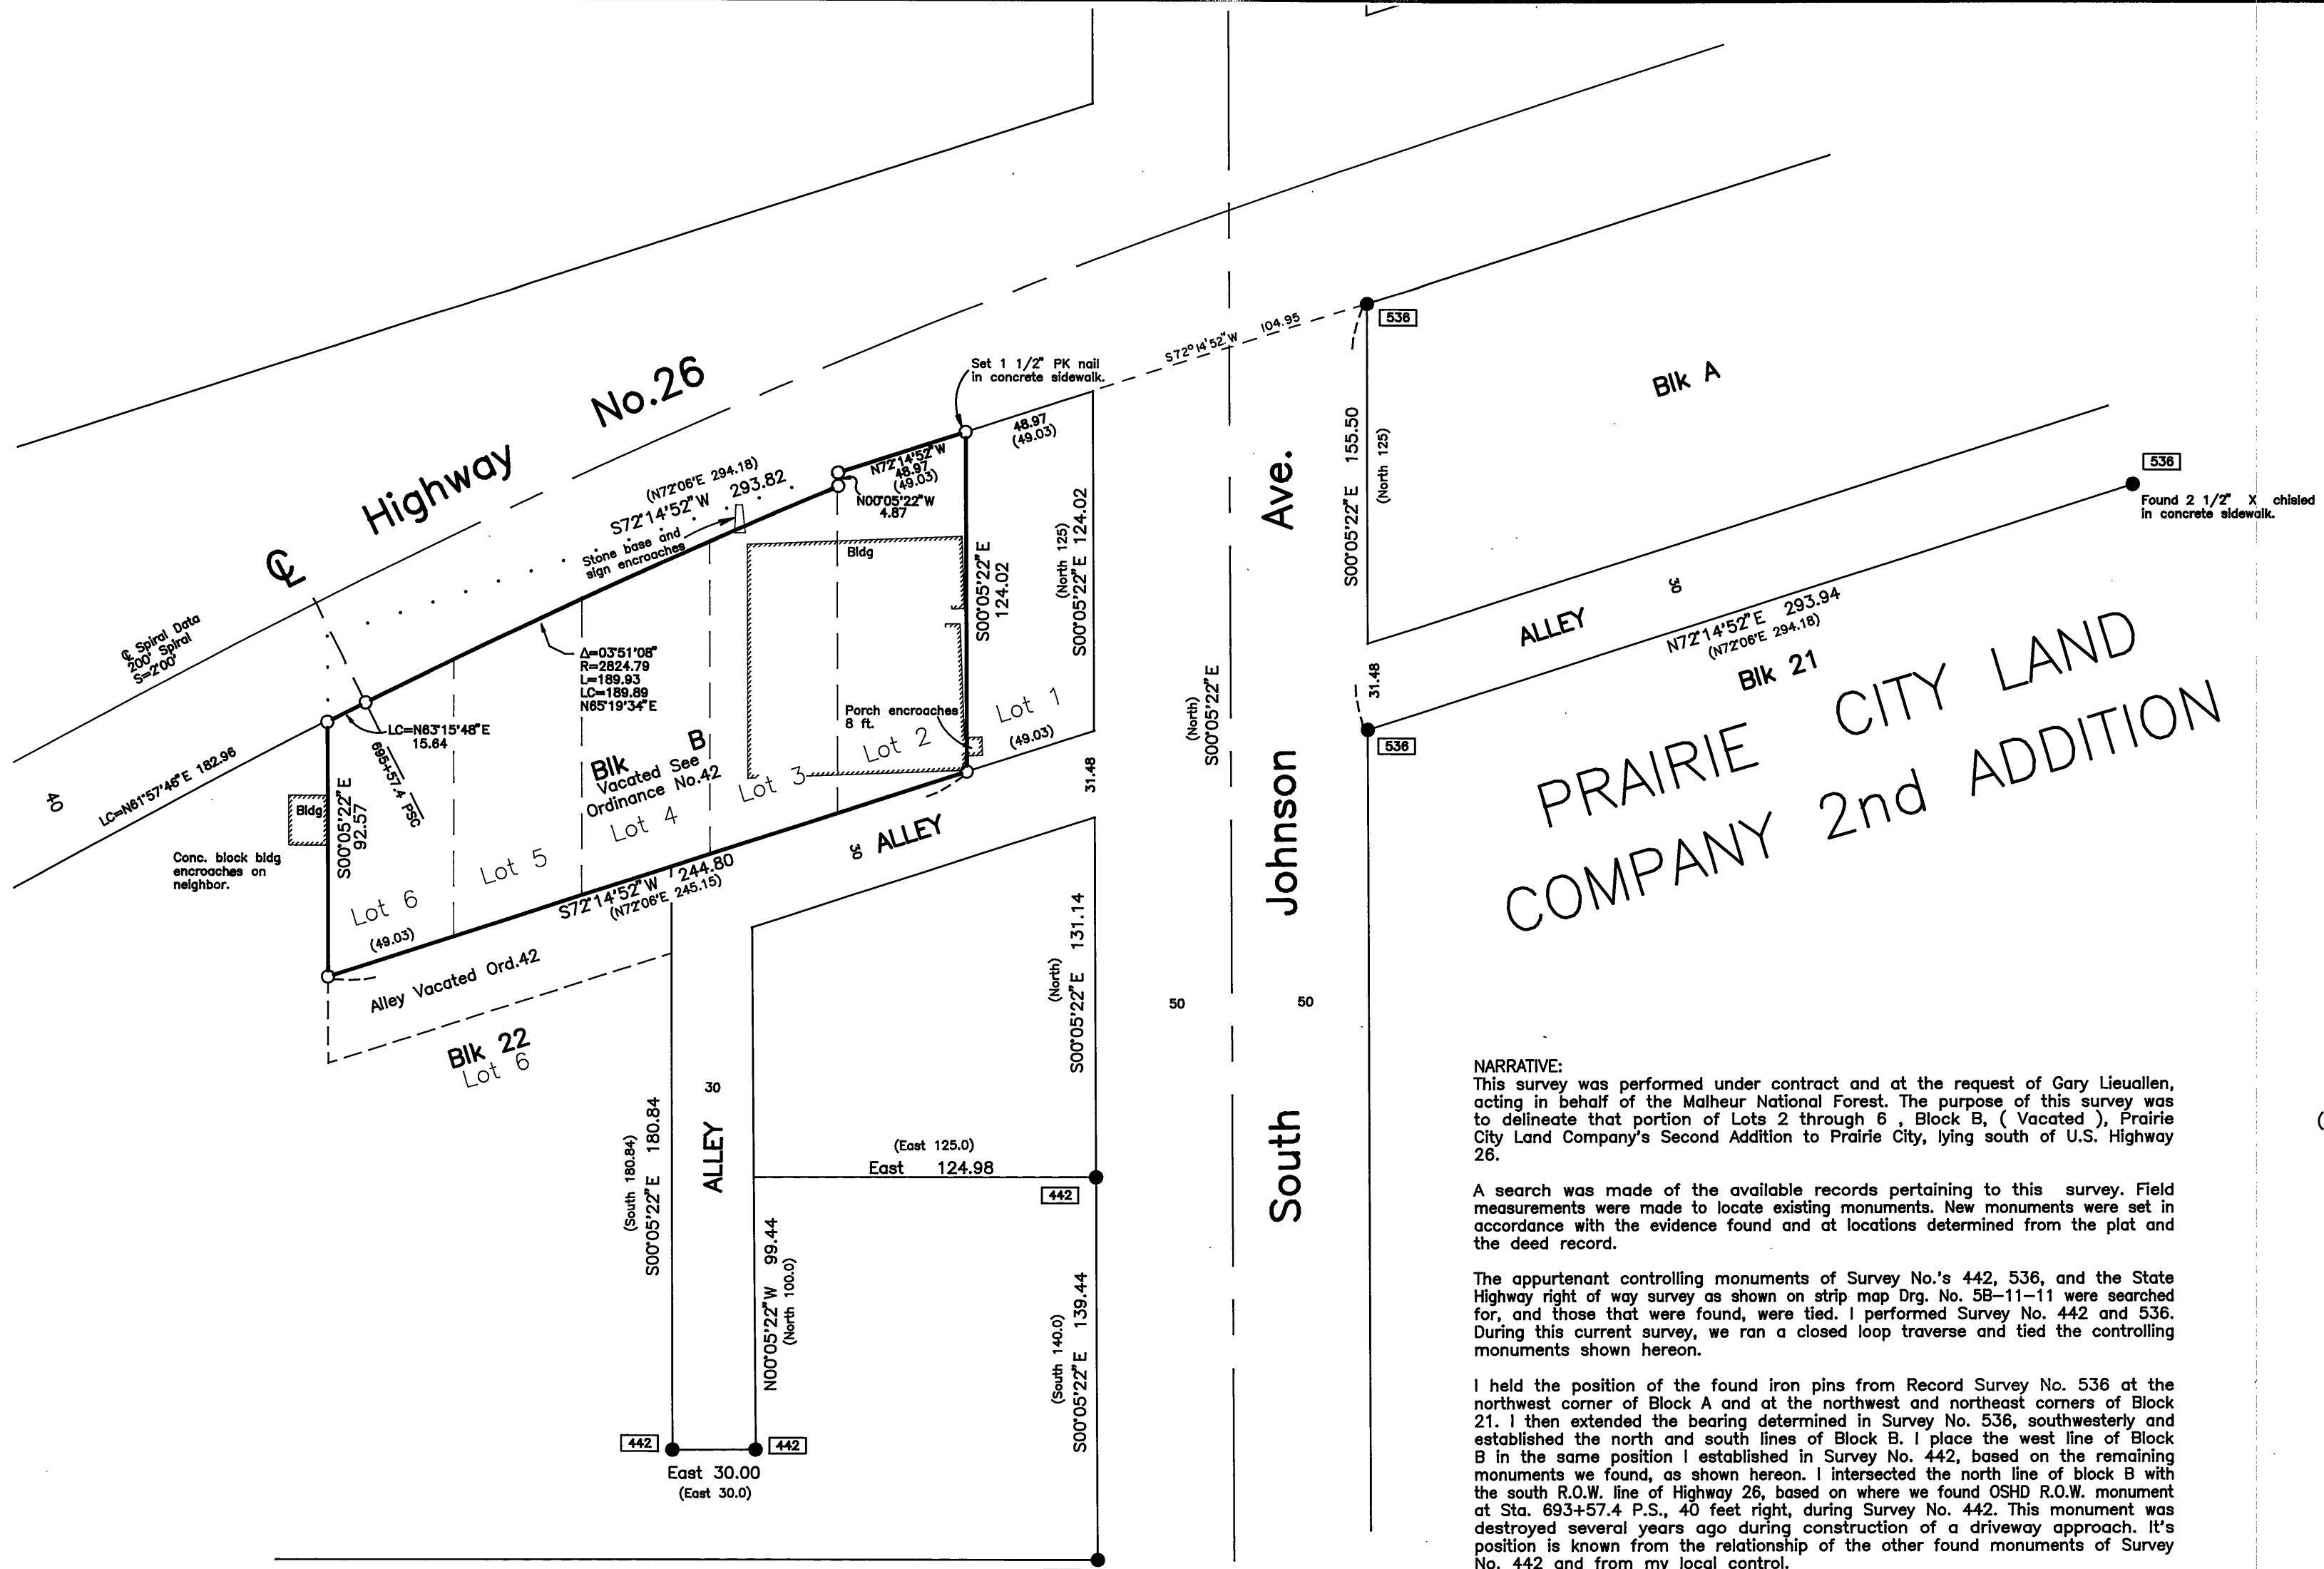 536
S72°14'52"W 104.95
Set 1 1/2" PK nail
in concrete sidewalk.
Highway No.26
48.97
(49.03)
N72°14'52"W
48.97
(49.03)
N00°05'22"W
4.87
(N72°06'E 294.18)
S72°14'52"W 293.82
Stone base and
sign encroaches
℄
℄ Spiral Data
200' Spiral
S=2°00'
LC=N61°57'46"E 182.96
40
Δ=03°51'08"
R=2824.79
L=189.93
LC=189.89
N65°19'34"E
LC=N63°15'48"E
15.64
695+57.4 PSC
Bldg
S00°05'22"E
124.02
(North 125)
S00°05'22"E 124.02
Porch encroaches
8 ft.
Lot 1
(49.03)
Lot 2
Lot 3
Blk B
Vacated See
Ordinance No.42
Lot 4
Lot 5
Lot 6
(49.03)
Bldg
S00°05'22"E
92.57
Conc. block bldg
encroaches on
neighbor.
S72°14'52"W 244.80
(N72°06'E 245.15)
30 ALLEY
31.48
Alley Vacated Ord.42
Blk 22
Lot 6
South Johnson Ave.
(North)
S00°05'22"E
50
50
S00°05'22"E 155.50
(North 125)
Blk A
536
Found 2 1/2" X chisled
in concrete sidewalk.
ALLEY 30
N72°14'52"E 293.94
(N72°06'E 294.18)
Blk 21
31.48
536
PRAIRIE CITY LAND
COMPANY 2nd ADDITION
(North)
S00°05'22"E 131.14
(South 180.84)
S00°05'22"E 180.84
ALLEY 30
(East 125.0)
East 124.98
442
N00°05'22"W 99.44
(North 100.0)
(South 140.0)
S00°05'22"E 139.44
442
442
East 30.00
(East 30.0)
NARRATIVE:
This survey was performed under contract and at the request of Gary Lieuallen,
acting in behalf of the Malheur National Forest. The purpose of this survey was
to delineate that portion of Lots 2 through 6 , Block B, ( Vacated ), Prairie
City Land Company's Second Addition to Prairie City, lying south of U.S. Highway
26.
A search was made of the available records pertaining to this survey. Field
measurements were made to locate existing monuments. New monuments were set in
accordance with the evidence found and at locations determined from the plat and
the deed record.
The appurtenant controlling monuments of Survey No.'s 442, 536, and the State
Highway right of way survey as shown on strip map Drg. No. 5B-11-11 were searched
for, and those that were found, were tied. I performed Survey No. 442 and 536.
During this current survey, we ran a closed loop traverse and tied the controlling
monuments shown hereon.
I held the position of the found iron pins from Record Survey No. 536 at the
northwest corner of Block A and at the northwest and northeast corners of Block
21. I then extended the bearing determined in Survey No. 536, southwesterly and
established the north and south lines of Block B. I place the west line of Block
B in the same position I established in Survey No. 442, based on the remaining
monuments we found, as shown hereon. I intersected the north line of block B with
the south R.O.W. line of Highway 26, based on where we found OSHD R.O.W. monument
at Sta. 693+57.4 P.S., 40 feet right, during Survey No. 442. This monument was
destroyed several years ago during construction of a driveway approach. It's
position is known from the relationship of the other found monuments of Survey
No. 442 and from my local control.